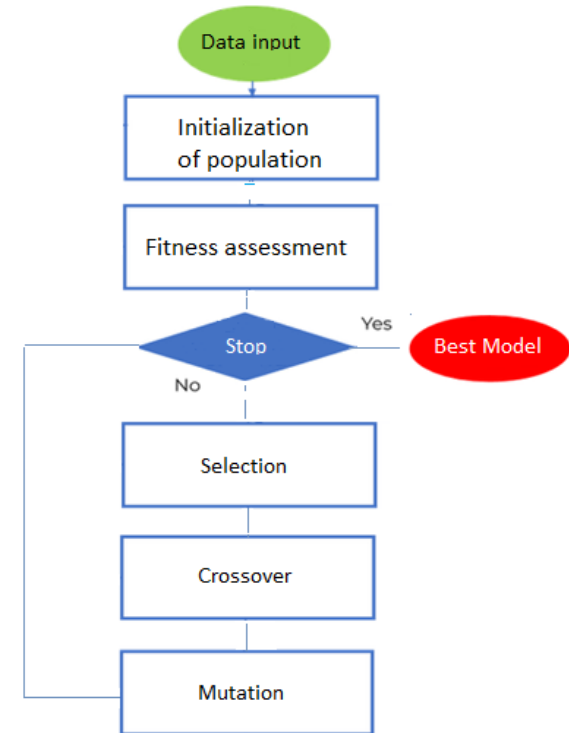 Data input
Initialization
of population
Fitness assessment
Stop
Yes
Best Model
No
Selection
Crossover
Mutation